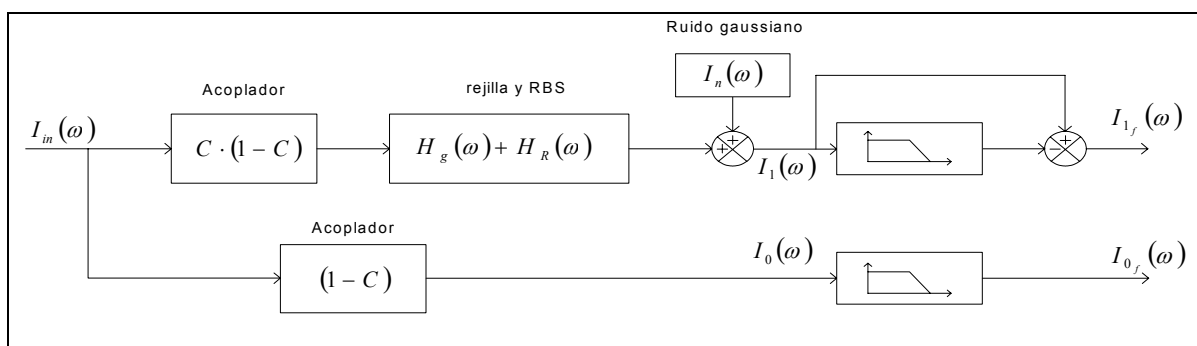 Ruido gaussiano
I_n(ω)
Acoplador
rejilla y RBS
I_in(ω)
C · (1 − C)
H_g(ω) + H_R(ω)
+
+
I_1(ω)
+
−
I_1f(ω)
Acoplador
(1 − C)
I_0(ω)
I_0f(ω)